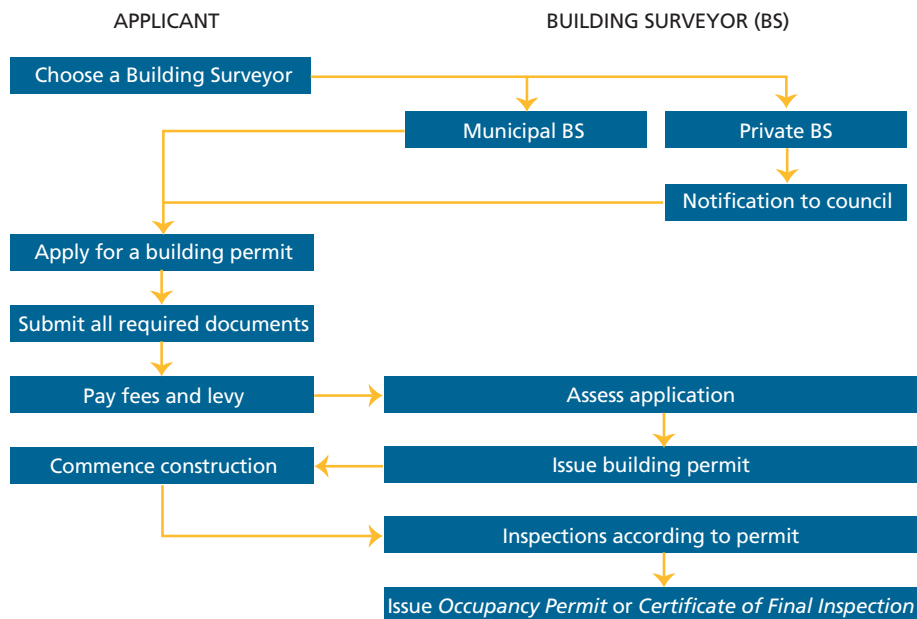 APPLICANT
BUILDING SURVEYOR (BS)
Choose a Building Surveyor
Municipal BS
Private BS
Notification to council
Apply for a building permit
Submit all required documents
Pay fees and levy
Assess application
Commence construction
Issue building permit
Inspections according to permit
Issue Occupancy Permit or Certificate of Final Inspection